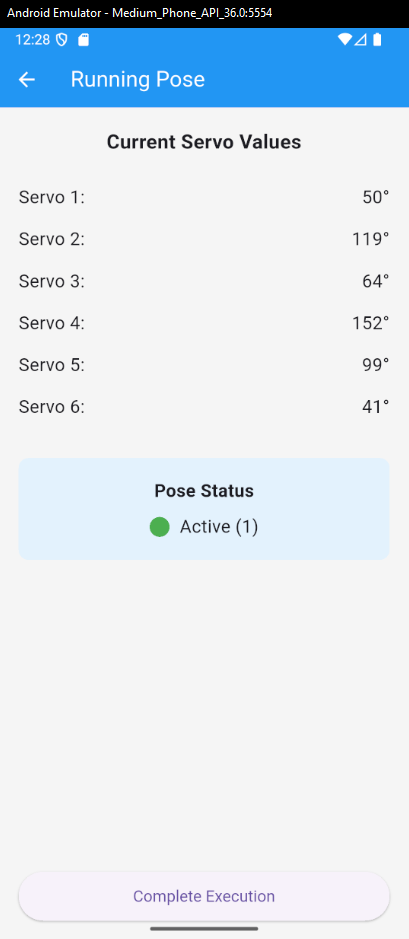 Android Emulator - Medium_Phone_API_36.0:5554
12:28
Running Pose
Current Servo Values
Servo 1: 50°
Servo 2: 119°
Servo 3: 64°
Servo 4: 152°
Servo 5: 99°
Servo 6: 41°
Pose Status
Active (1)
Complete Execution